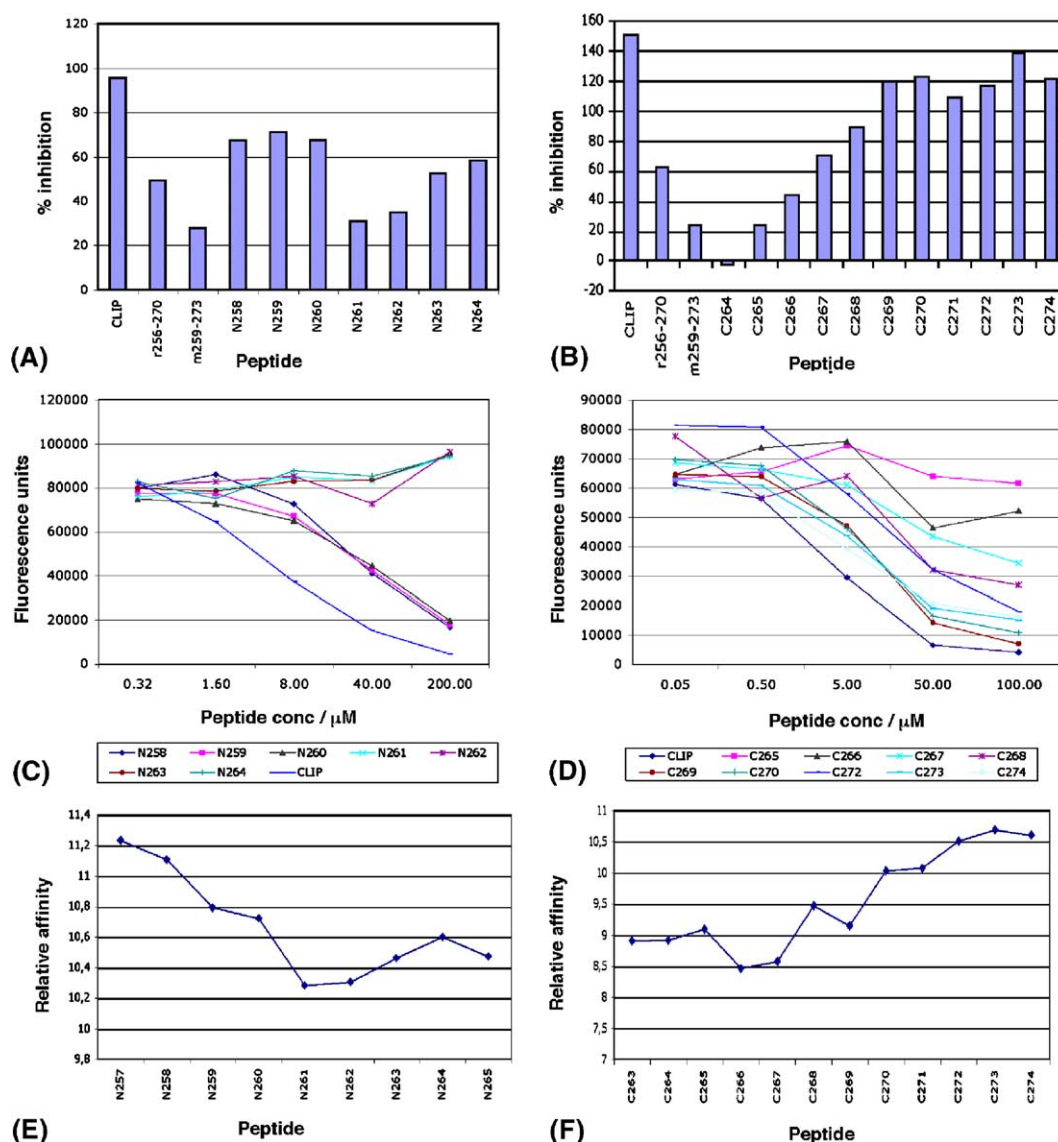 120
100
80
60
40
20
0
% inhibition
CLIP
r256-270
m259-273
N258
N259
N260
N261
N262
N263
N264
(A) Peptide
160
140
120
100
80
60
40
20
0
-20
% inhibition
CLIP
r256-270
m259-273
C264
C265
C266
C267
C268
C269
C270
C271
C272
C273
C274
(B) Peptide
120000
100000
80000
60000
40000
20000
0
Fluorescence units
0.32 1.60 8.00 40.00 200.00
Peptide conc / µM
N258 N259 N260 N261 N262
N263 N264 CLIP
(C)
90000
80000
70000
60000
50000
40000
30000
20000
10000
0
Fluorescence units
0.05 0.50 5.00 50.00 100.00
Peptide conc / µM
CLIP C265 C266 C267 C268
C269 C270 C272 C273 C274
(D)
11,4
11,2
11
10,8
10,6
10,4
10,2
10
9,8
Relative affinity
N257
N258
N259
N260
N261
N262
N263
N264
N265
(E) Peptide
11
10,5
10
9,5
9
8,5
8
7,5
7
Relative affinity
C263
C264
C265
C266
C267
C268
C269
C270
C271
C272
C273
C274
(F) Peptide